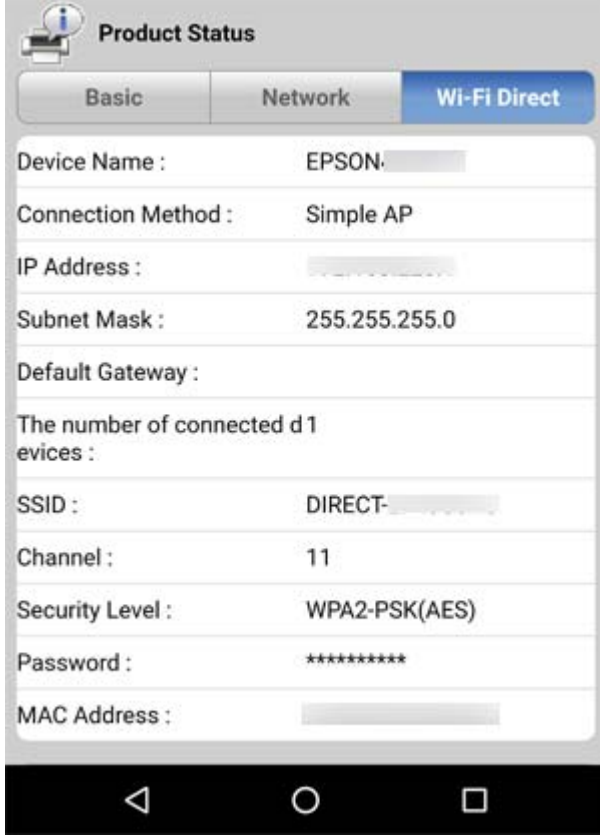 Product Status
Basic Network Wi-Fi Direct
Device Name : EPSON
Connection Method : Simple AP
IP Address :
Subnet Mask : 255.255.255.0
Default Gateway :
The number of connected d 1
evices :
SSID : DIRECT-
Channel : 11
Security Level : WPA2-PSK(AES)
Password : **********
MAC Address :